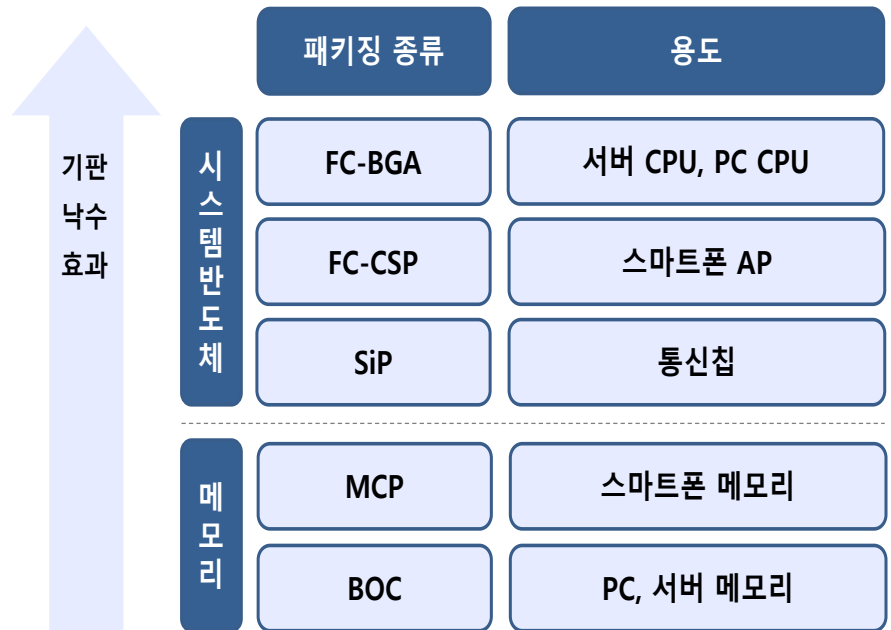 패키징 종류 용도
기판
낙수
효과
시스템반도체
FC-BGA 서버 CPU, PC CPU
FC-CSP 스마트폰 AP
SiP 통신칩
메모리
MCP 스마트폰 메모리
BOC PC, 서버 메모리